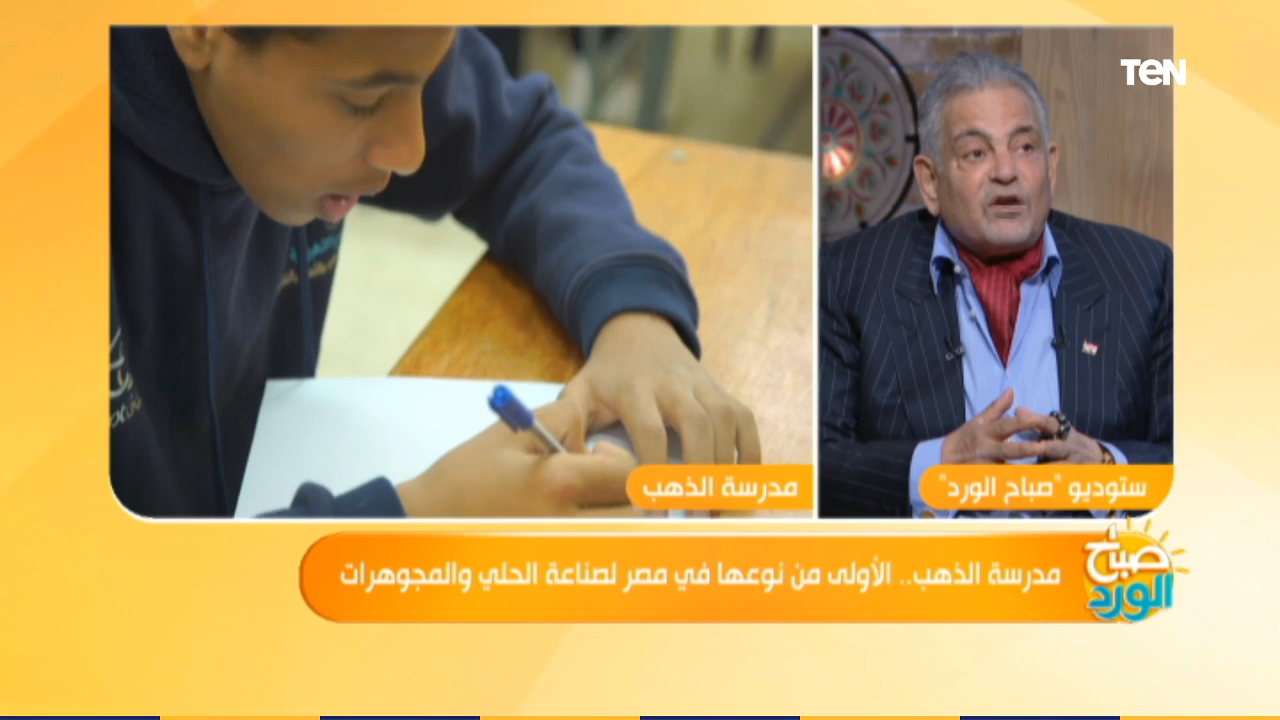 TEN
مدرسة الذهب
ستوديو "صباح الورد"
مدرسة الذهب.. الأولى من نوعها في مصر لصناعة الحلي والمجوهرات
صباح
الورد